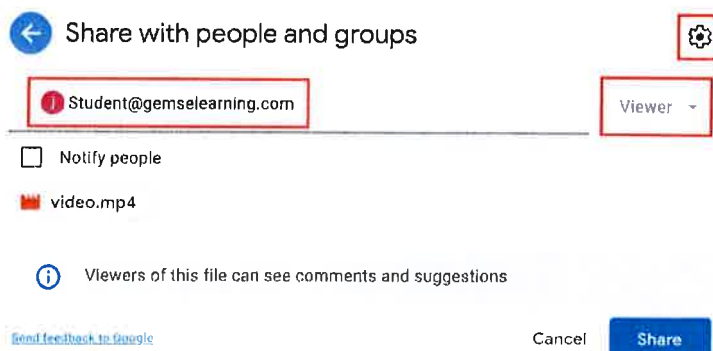 Share with people and groups
Student@gemselearning.com
Viewer
Notify people
video.mp4
Viewers of this file can see comments and suggestions
Send feedback to Google
Cancel
Share